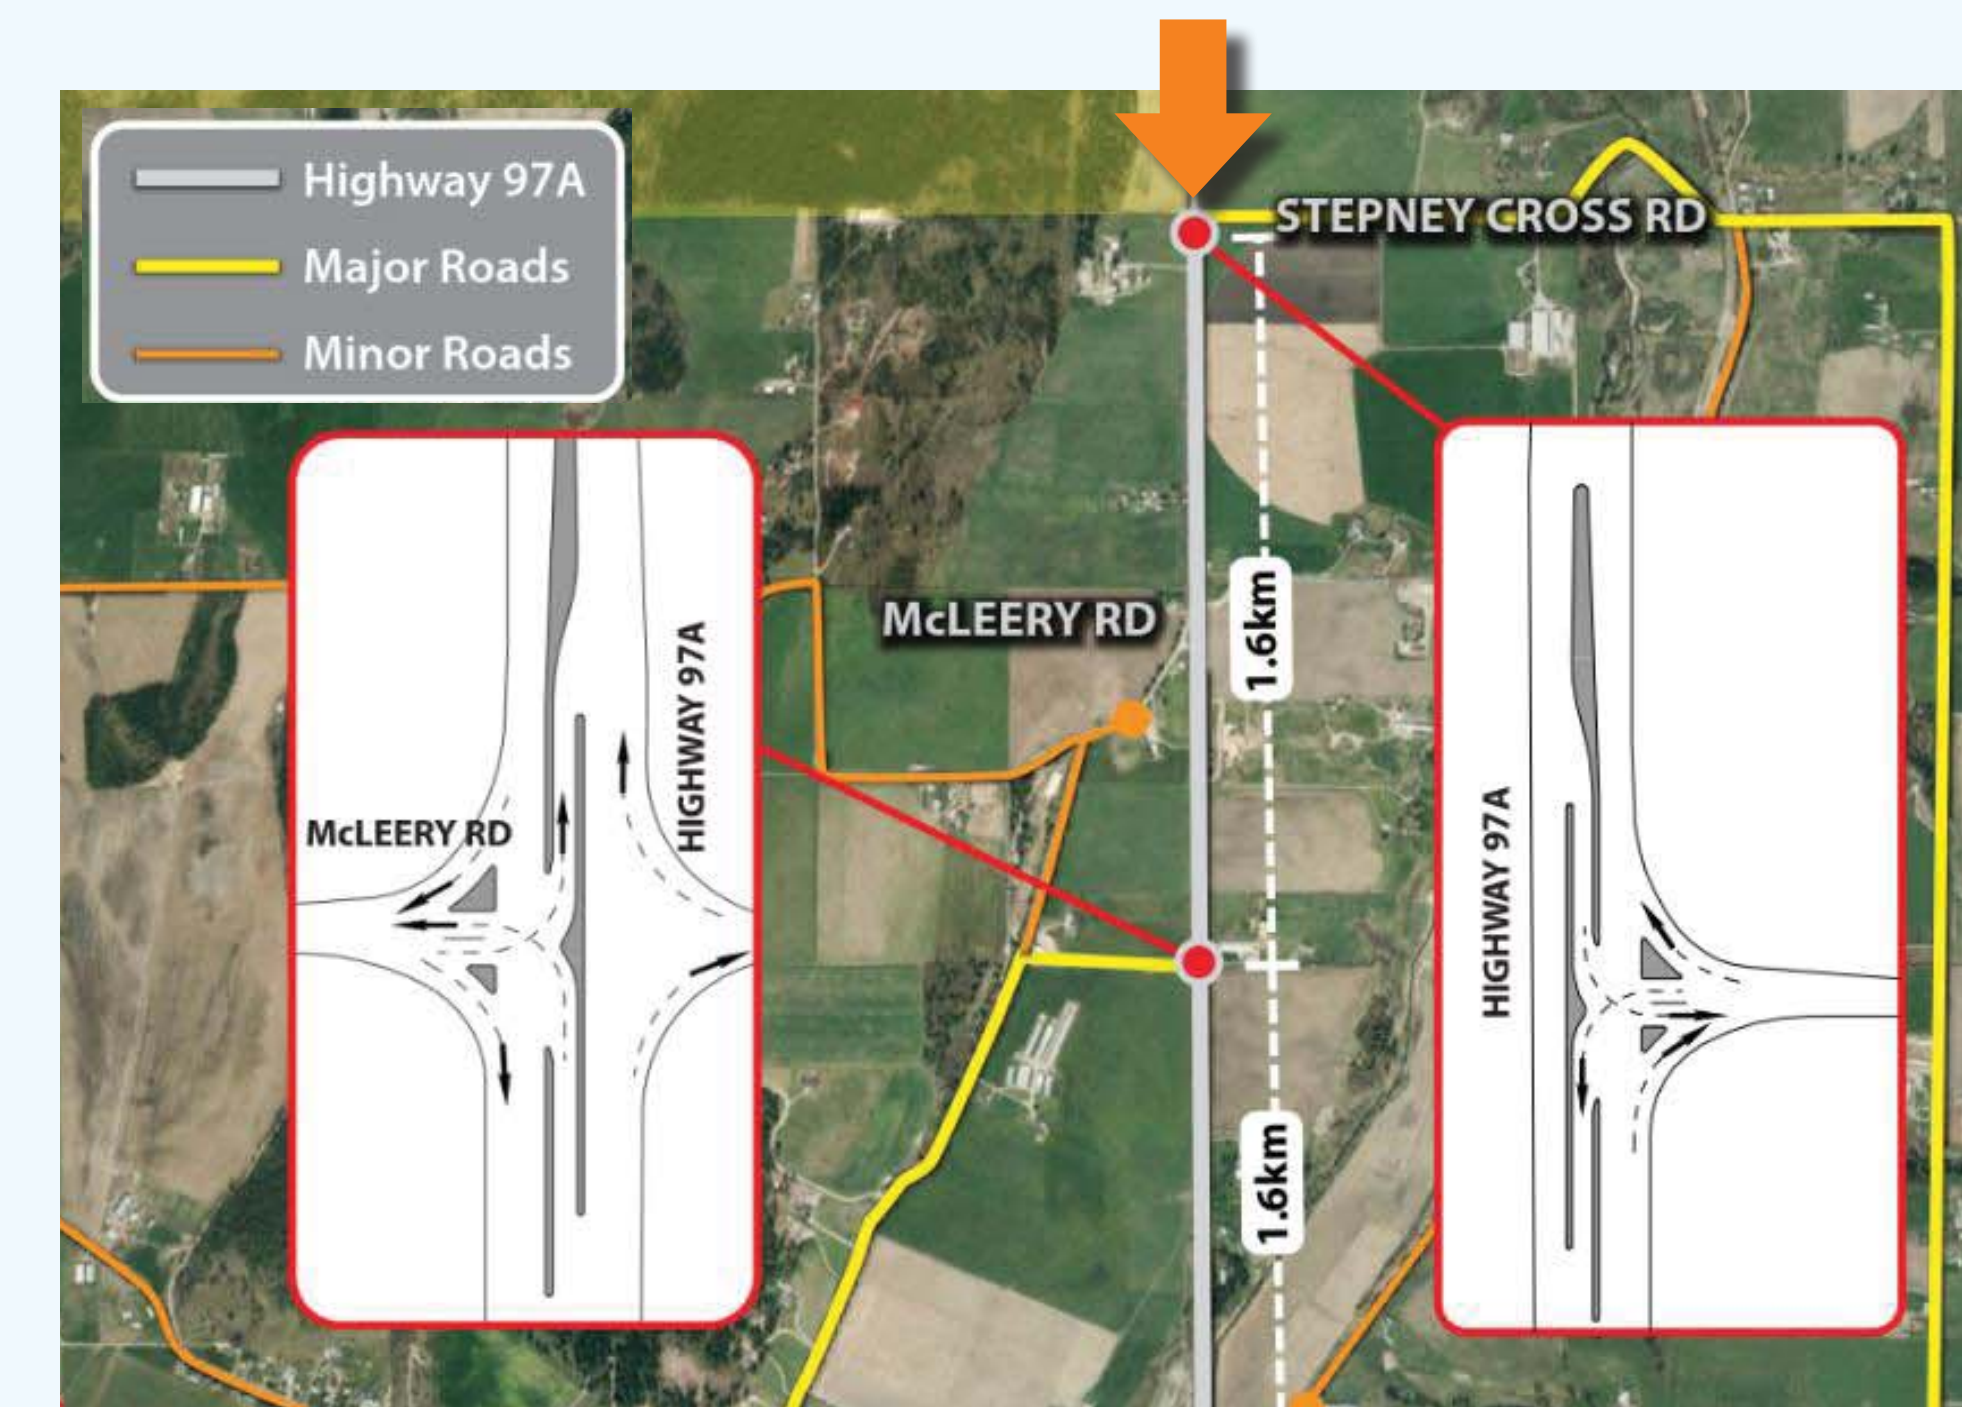 Highway 97A
Major Roads
Minor Roads
STEPNEY CROSS RD
McLEERY RD
1.6km
1.6km
McLEERY RD
HIGHWAY 97A
HIGHWAY 97A